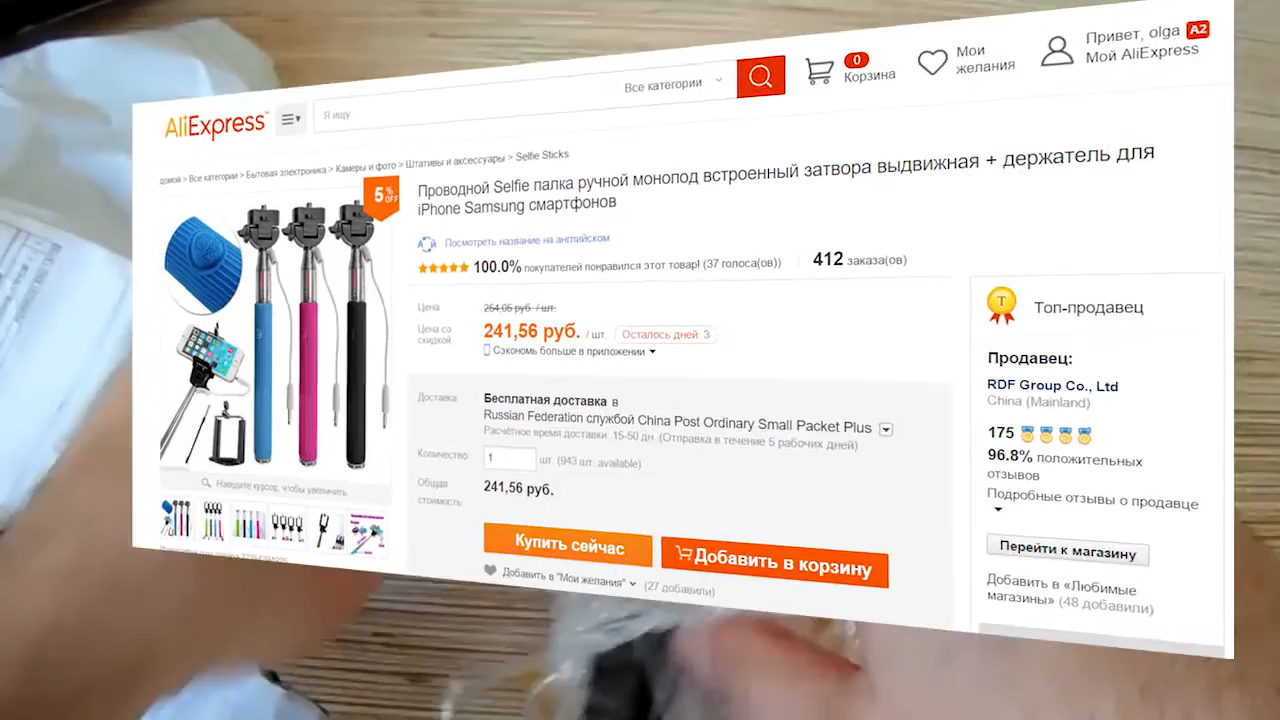 AliExpress™
Я ищу
Все категории
0
Корзина
Мои
желания
Привет, olga A2
Мой AliExpress
домой > Все категории > Бытовая электроника > Камеры и фото > Штативы и аксессуары > Selfie Sticks
5 % OFF
Проводной Selfie палка ручной монопод встроенный затвора выдвижная + держатель для
iPhone Samsung смартфонов
Посмотреть название на английском
100.0% покупателей понравился этот товар! (37 голоса(ов))
412 заказа(ов)
Цена
254,05 руб. / шт.
Цена со
скидкой:
241,56 руб. / шт.
Осталось дней: 3
Сэкономь больше в приложении
Доставка:
Бесплатная доставка в
Russian Federation службой China Post Ordinary Small Packet Plus
Расчётное время доставки: 15-50 дн. (Отправка в течение 5 рабочих дней)
Количество:
1
шт. (943 шт. available)
Общая
стоимость:
241,56 руб.
Купить сейчас
Добавить в корзину
Добавить в "Мои желания"
(27 добавили)
Наведите курсор, чтобы увеличить
T
Топ-продавец
Продавец:
RDF Group Co., Ltd
China (Mainland)
175
96.8% положительных
отзывов
Подробные отзывы о продавце
Перейти к магазину
Добавить в «Любимые
магазины» (48 добавили)